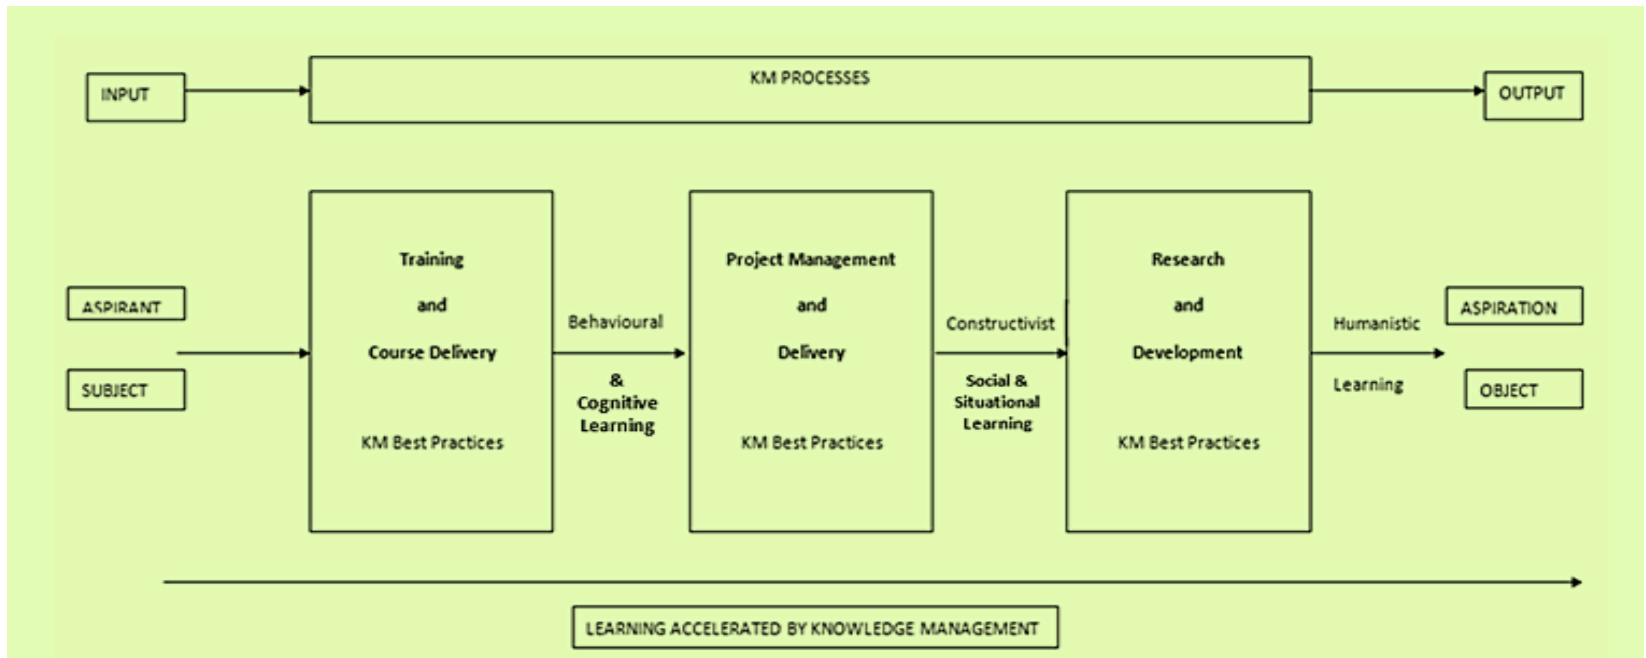 INPUT
KM PROCESSES
OUTPUT
ASPIRANT
SUBJECT
Training
and
Course Delivery
KM Best Practices
Behavioural
&
Cognitive
Learning
Project Management
and
Delivery
KM Best Practices
Constructivist
Social &
Situational
Learning
Research
and
Development
KM Best Practices
Humanistic
Learning
ASPIRATION
OBJECT
LEARNING ACCELERATED BY KNOWLEDGE MANAGEMENT